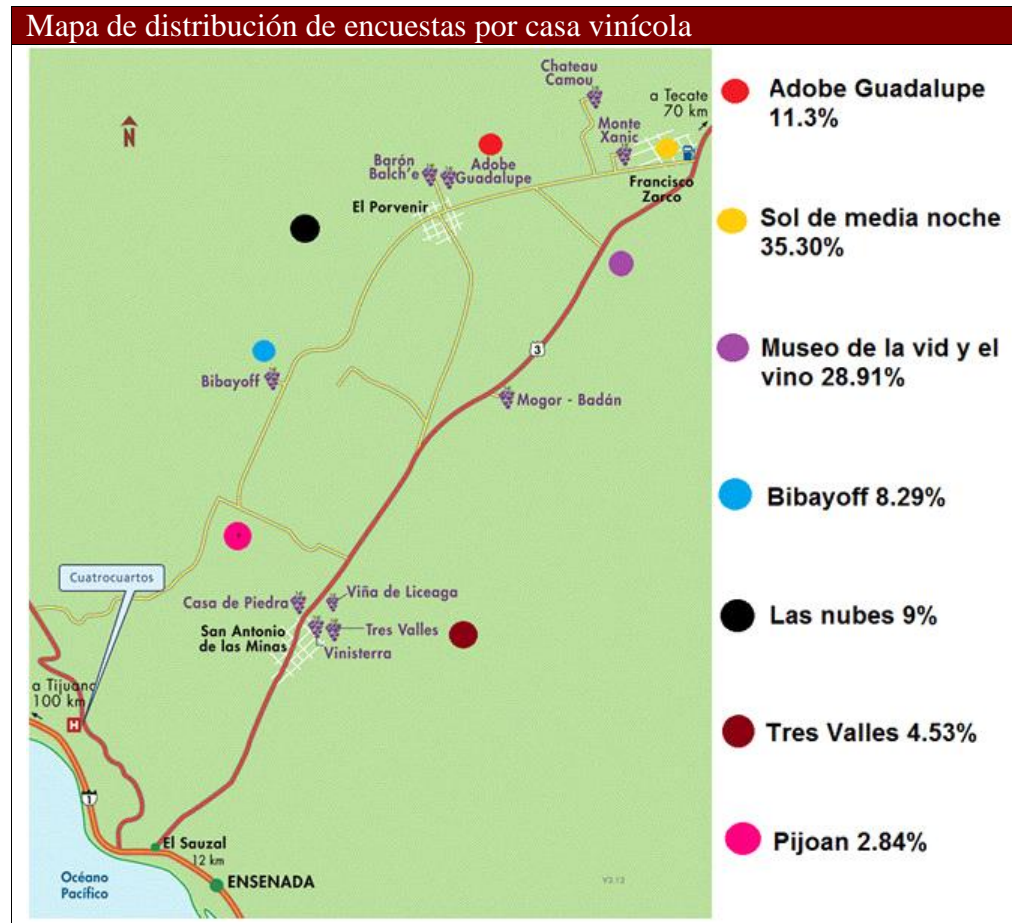 Mapa de distribución de encuestas por casa vinícola
Chateau
Camou
a Tecate
70 km
N
Monte
Xanic
Barón
Balch'e
Adobe
Guadalupe
Francisco
Zarco
El Porvenir
3
Bibayoff
Mogor - Badán
Cuatrocuartos
Casa de Piedra
Viña de Liceaga
San Antonio
de las Minas
Tres Valles
Vinisterra
a Tijuana
100 km
H
1
El Sauzal
12 km
ENSENADA
Océano
Pacífico
V3.13
Adobe Guadalupe
11.3%
Sol de media noche
35.30%
Museo de la vid y el
vino 28.91%
Bibayoff 8.29%
Las nubes 9%
Tres Valles 4.53%
Pijoan 2.84%